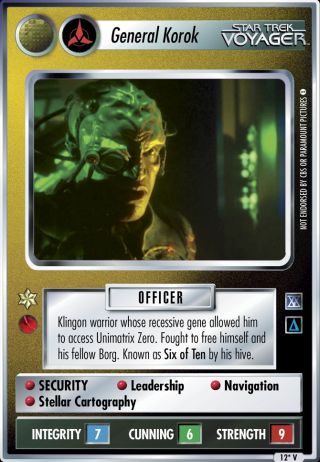 General Korok
STAR TREK
VOYAGER
NOT ENDORSED BY CBS OR PARAMOUNT PICTURES
OFFICER
Klingon warrior whose recessive gene allowed him
to access Unimatrix Zero. Fought to free himself and
his fellow Borg. Known as Six of Ten by his hive.
SECURITY Leadership Navigation
Stellar Cartography
INTEGRITY 7 CUNNING 6 STRENGTH 9
12* V